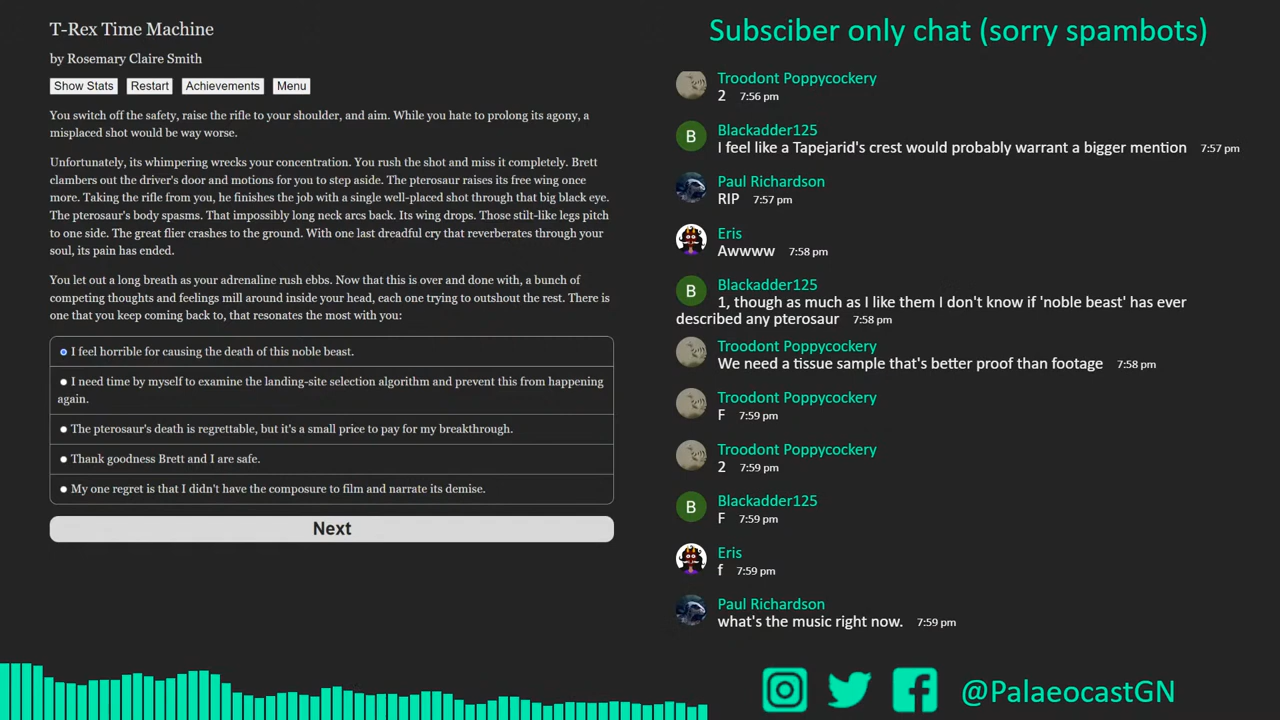 T-Rex Time Machine
by Rosemary Claire Smith
Show Stats
Restart
Achievements
Menu
You switch off the safety, raise the rifle to your shoulder, and aim. While you hate to prolong its agony, a
misplaced shot would be way worse.
Unfortunately, its whimpering wrecks your concentration. You rush the shot and miss it completely. Brett
clambers out the driver's door and motions for you to step aside. The pterosaur raises its free wing once
more. Taking the rifle from you, he finishes the job with a single well-placed shot through that big black eye.
The pterosaur's body spasms. That impossibly long neck arcs back. Its wing drops. Those stilt-like legs pitch
to one side. The great flier crashes to the ground. With one last dreadful cry that reverberates through your
soul, its pain has ended.
You let out a long breath as your adrenaline rush ebbs. Now that this is over and done with, a bunch of
competing thoughts and feelings mill around inside your head, each one trying to outshout the rest. There is
one that you keep coming back to, that resonates the most with you:
I feel horrible for causing the death of this noble beast.
I need time by myself to examine the landing-site selection algorithm and prevent this from happening
again.
The pterosaur's death is regrettable, but it's a small price to pay for my breakthrough.
Thank goodness Brett and I are safe.
My one regret is that I didn't have the composure to film and narrate its demise.
Next
Subsciber only chat (sorry spambots)
Troodont Poppycockery
2 7:56 pm
B
Blackadder125
I feel like a Tapejarid's crest would probably warrant a bigger mention 7:57 pm
Paul Richardson
RIP 7:57 pm
Eris
Awwww 7:58 pm
B
Blackadder125
1, though as much as I like them I don't know if 'noble beast' has ever
described any pterosaur 7:58 pm
Troodont Poppycockery
We need a tissue sample that's better proof than footage 7:58 pm
Troodont Poppycockery
F 7:59 pm
Troodont Poppycockery
2 7:59 pm
B
Blackadder125
F 7:59 pm
Eris
f 7:59 pm
Paul Richardson
what's the music right now. 7:59 pm
@PalaeocastGN